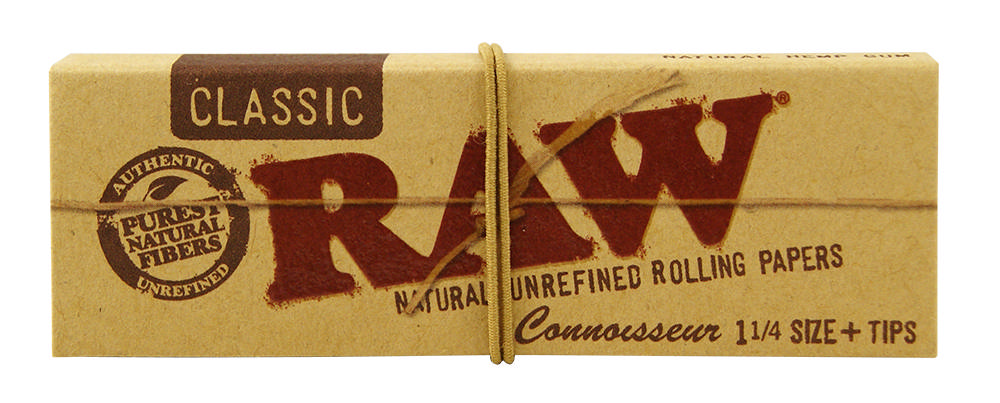 NATURAL HEMP GUM
CLASSIC
RAW®
AUTHENTIC
PUREST
NATURAL
FIBERS
UNREFINED
NATURAL UNREFINED ROLLING PAPERS
Connoisseur 1 1/4 SIZE + TIPS